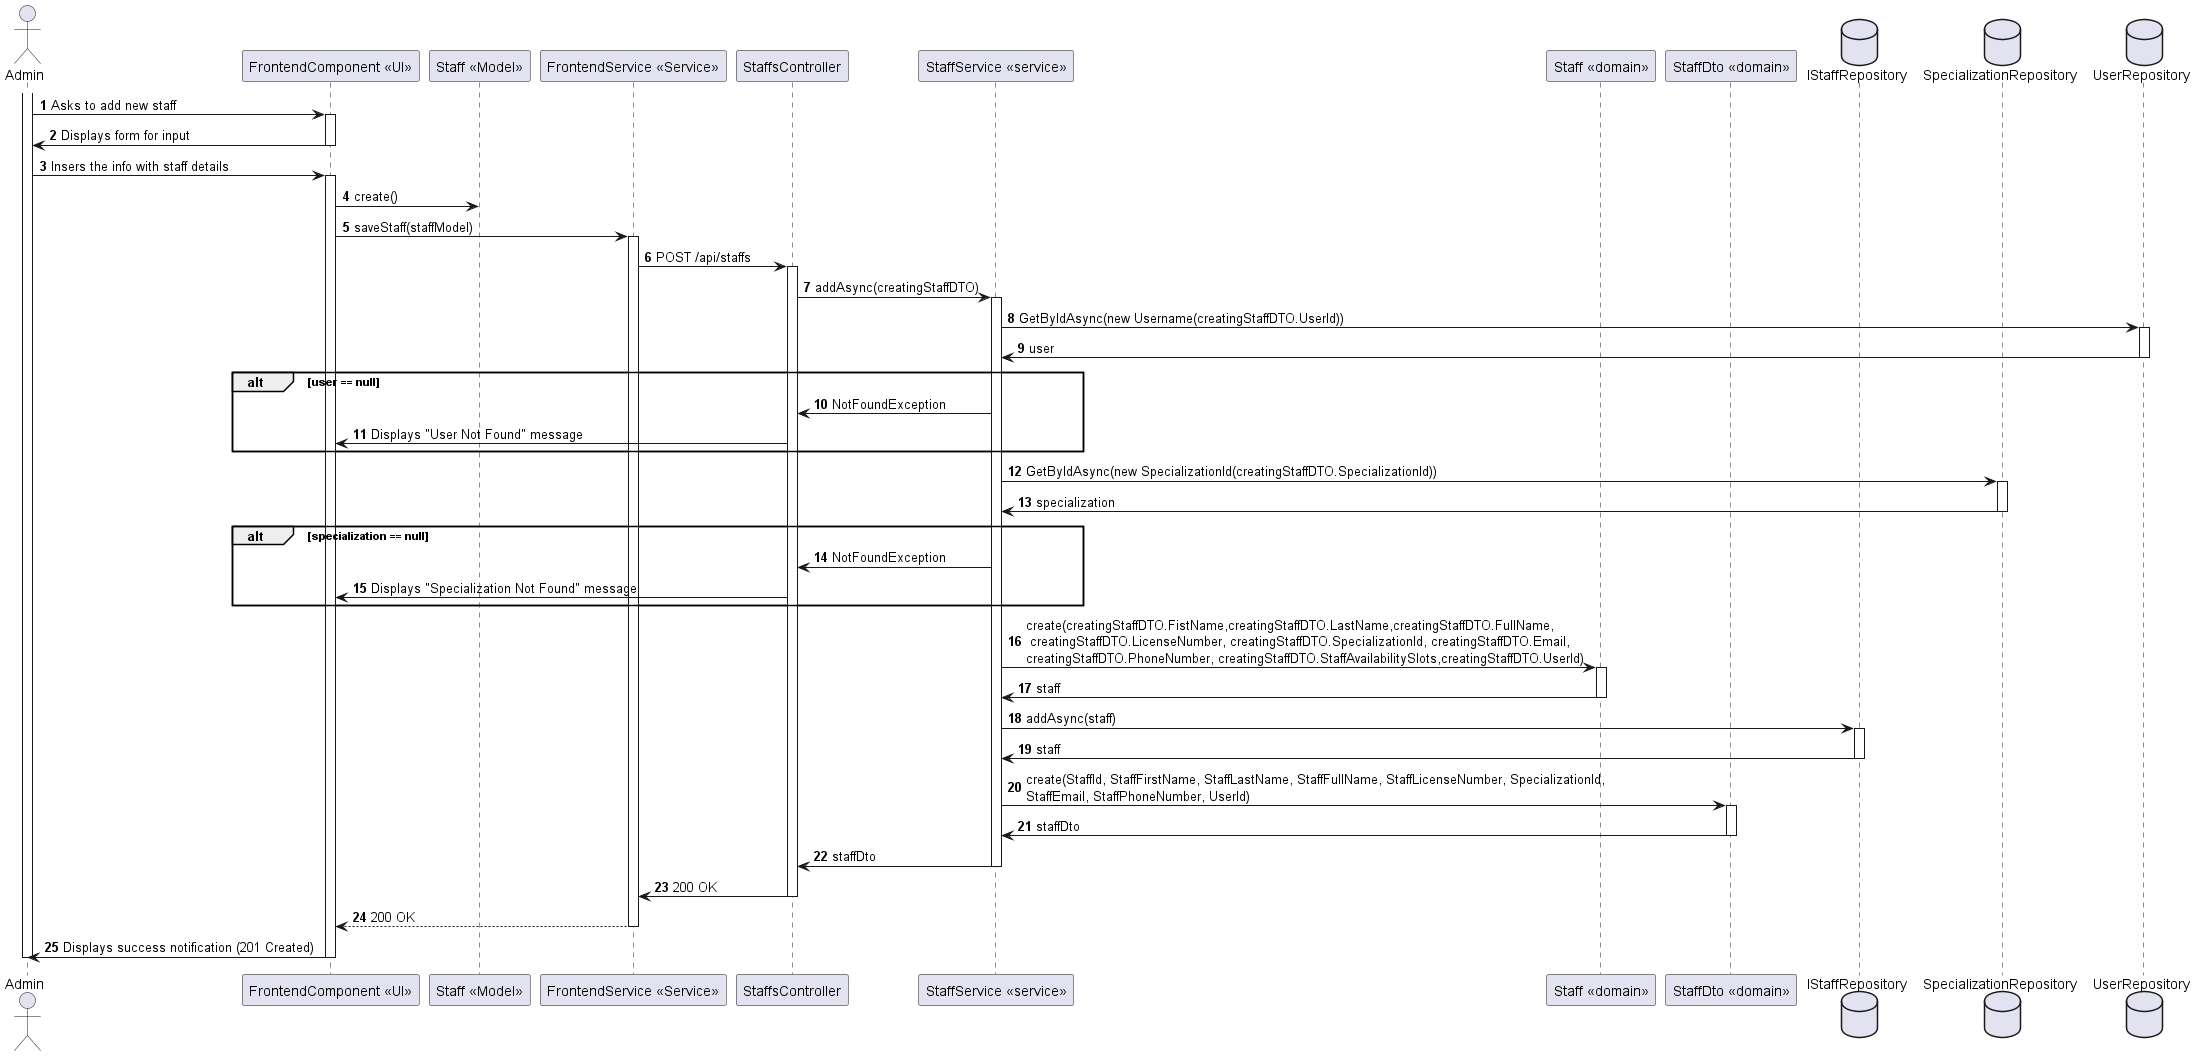 Admin
FrontendComponent «UI»
Staff «Model»
FrontendService «Service»
StaffsController
StaffService «service»
Staff «domain»
StaffDto «domain»
IStaffRepository
SpecializationRepository
UserRepository
1 Asks to add new staff
2 Displays form for input
3 Insers the info with staff details
4 create()
5 saveStaff(staffModel)
6 POST /api/staffs
7 addAsync(creatingStaffDTO)
8 GetByIdAsync(new Username(creatingStaffDTO.UserId))
9 user
alt [user == null]
10 NotFoundException
11 Displays "User Not Found" message
12 GetByIdAsync(new SpecializationId(creatingStaffDTO.SpecializationId))
13 specialization
alt [specialization == null]
14 NotFoundException
15 Displays "Specialization Not Found" message
create(creatingStaffDTO.FistName,creatingStaffDTO.LastName,creatingStaffDTO.FullName,
16 creatingStaffDTO.LicenseNumber, creatingStaffDTO.SpecializationId, creatingStaffDTO.Email,
creatingStaffDTO.PhoneNumber, creatingStaffDTO.StaffAvailabilitySlots,creatingStaffDTO.UserId)
17 staff
18 addAsync(staff)
19 staff
20 create(StaffId, StaffFirstName, StaffLastName, StaffFullName, StaffLicenseNumber, SpecializationId,
StaffEmail, StaffPhoneNumber, UserId)
21 staffDto
22 staffDto
23 200 OK
24 200 OK
25 Displays success notification (201 Created)
Admin
FrontendComponent «UI»
Staff «Model»
FrontendService «Service»
StaffsController
StaffService «service»
Staff «domain»
StaffDto «domain»
IStaffRepository
SpecializationRepository
UserRepository